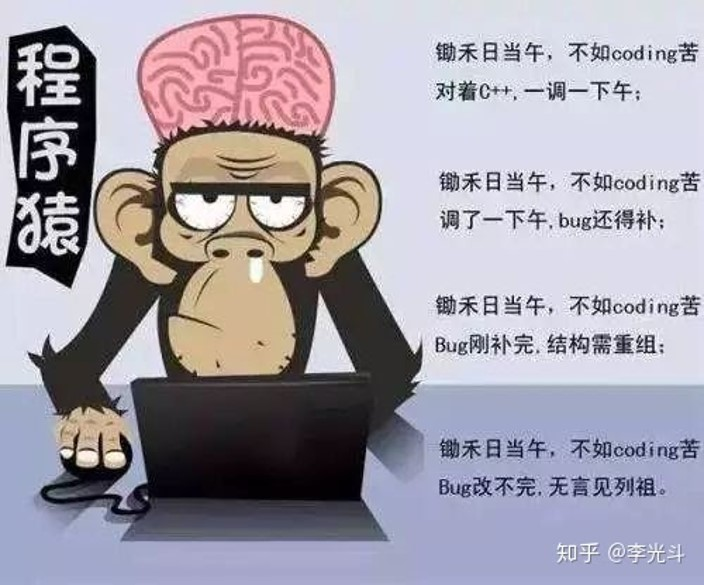 程序猿
锄禾日当午，不如coding苦
对着C++,一调一下午；
锄禾日当午，不如coding苦
调了一下午,bug还得补；
锄禾日当午，不如coding苦
Bug刚补完,结构需重组；
锄禾日当午，不如coding苦
Bug改不完,无言见列祖。
知乎 @李光斗